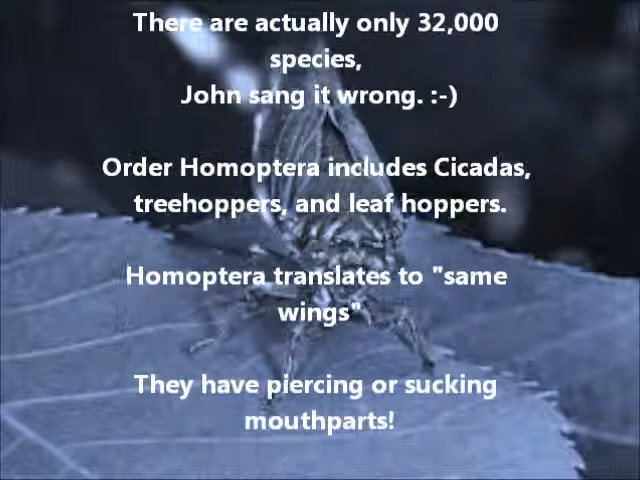 There are actually only 32,000
species,
John sang it wrong. :-)
Order Homoptera includes Cicadas,
treehoppers, and leaf hoppers.
Homoptera translates to "same
wings"
They have piercing or sucking
mouthparts!